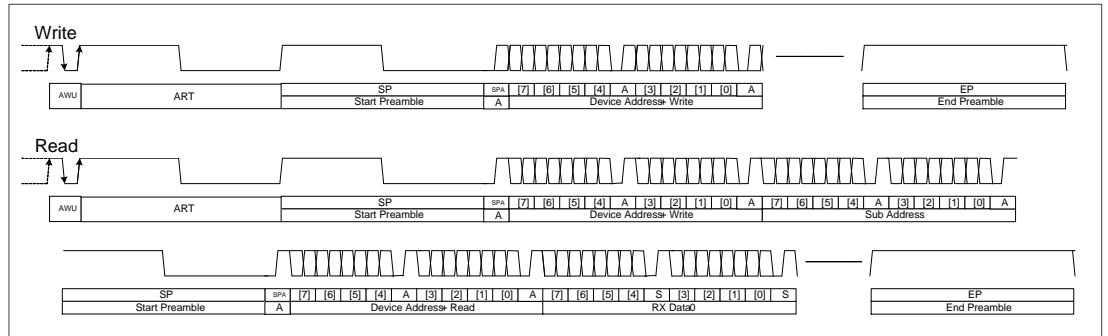 Write
AWU ART SP SPA [7] [6] [5] [4] A [3] [2] [1] [0] A EP
Start Preamble A Device Address+ Write End Preamble
Read
AWU ART SP SPA [7] [6] [5] [4] A [3] [2] [1] [0] A [7] [6] [5] [4] A [3] [2] [1] [0] A
Start Preamble A Device Address+ Write Sub Address
SP SPA [7] [6] [5] [4] A [3] [2] [1] [0] A [7] [6] [5] [4] S [3] [2] [1] [0] S EP
Start Preamble A Device Address+ Read RX Data0 End Preamble